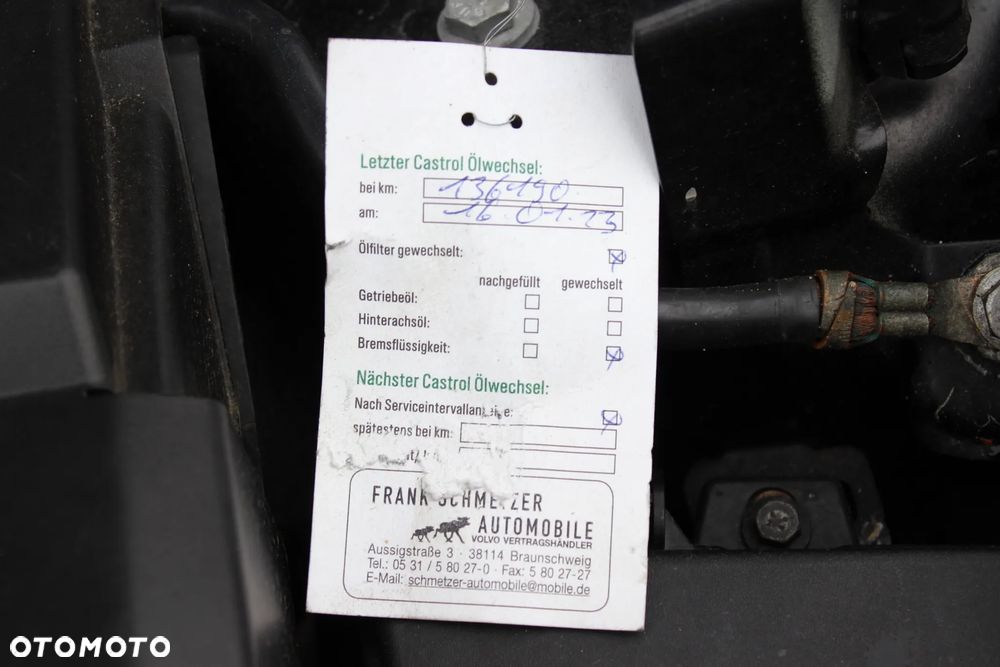 Letzter Castrol Ölwechsel:
bei km: 136190
am: 16.01.23
Ölfilter gewechselt:
nachgefüllt gewechselt
Getriebeöl:
Hinterachsöl:
Bremsflüssigkeit:
Nächster Castrol Ölwechsel:
Nach
spätestens bei km:
FRANK SCHMETZER
AUTOMOBILE
VOLVO VERTRAGSHÄNDLER
Aussigstraße 3 · 38114 Braunschweig
Tel.: 05 31 / 5 80 27-0 · Fax: 5 80 27-27
E-Mail: schmetzer-automobile@mobile.de
OTOMOTO